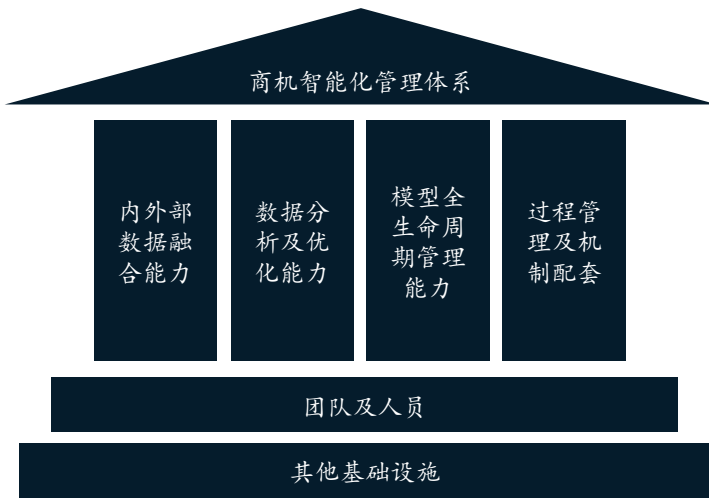 商机智能化管理体系
内外部
数据融
合能力
数据分
析及优
化能力
模型全
生命周
期管理
能力
过程管
理及机
制配套
团队及人员
其他基础设施